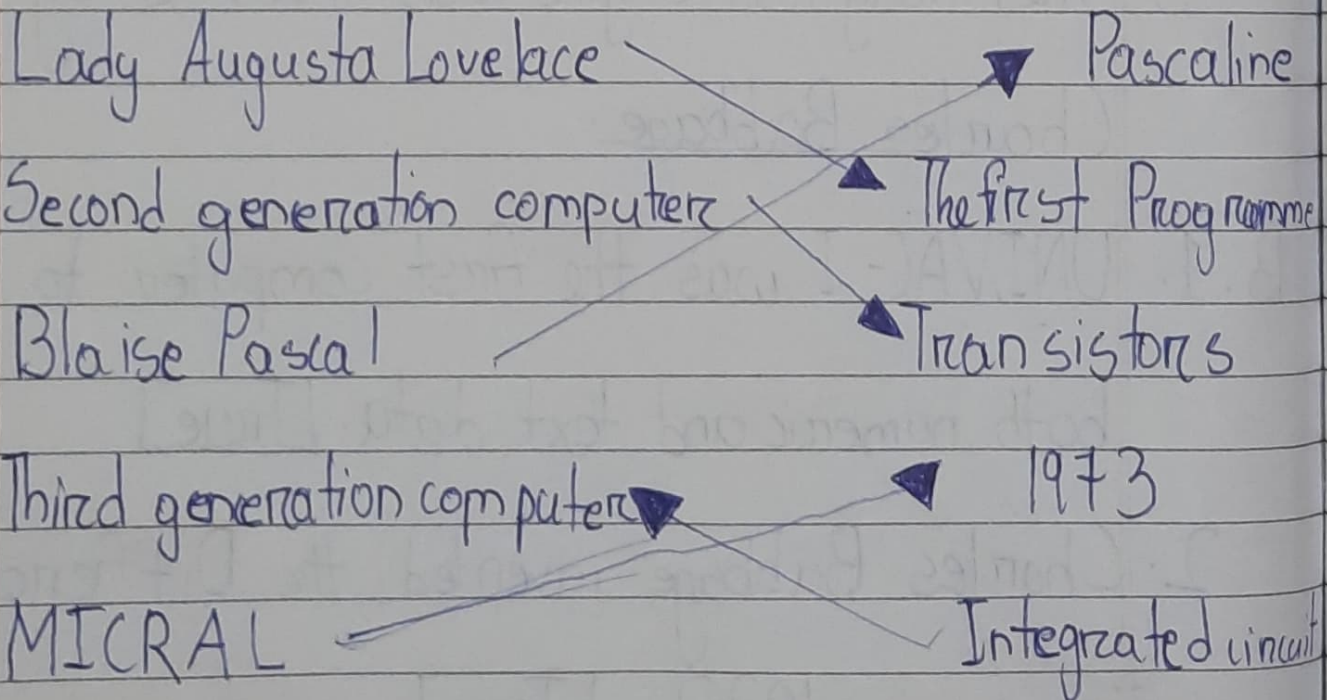 Lady Augusta Lovelace Pascaline
Second generation computer The first Programme
Blaise Pascal Transistors
Third generation computer 1973
MICRAL Integrated circuit